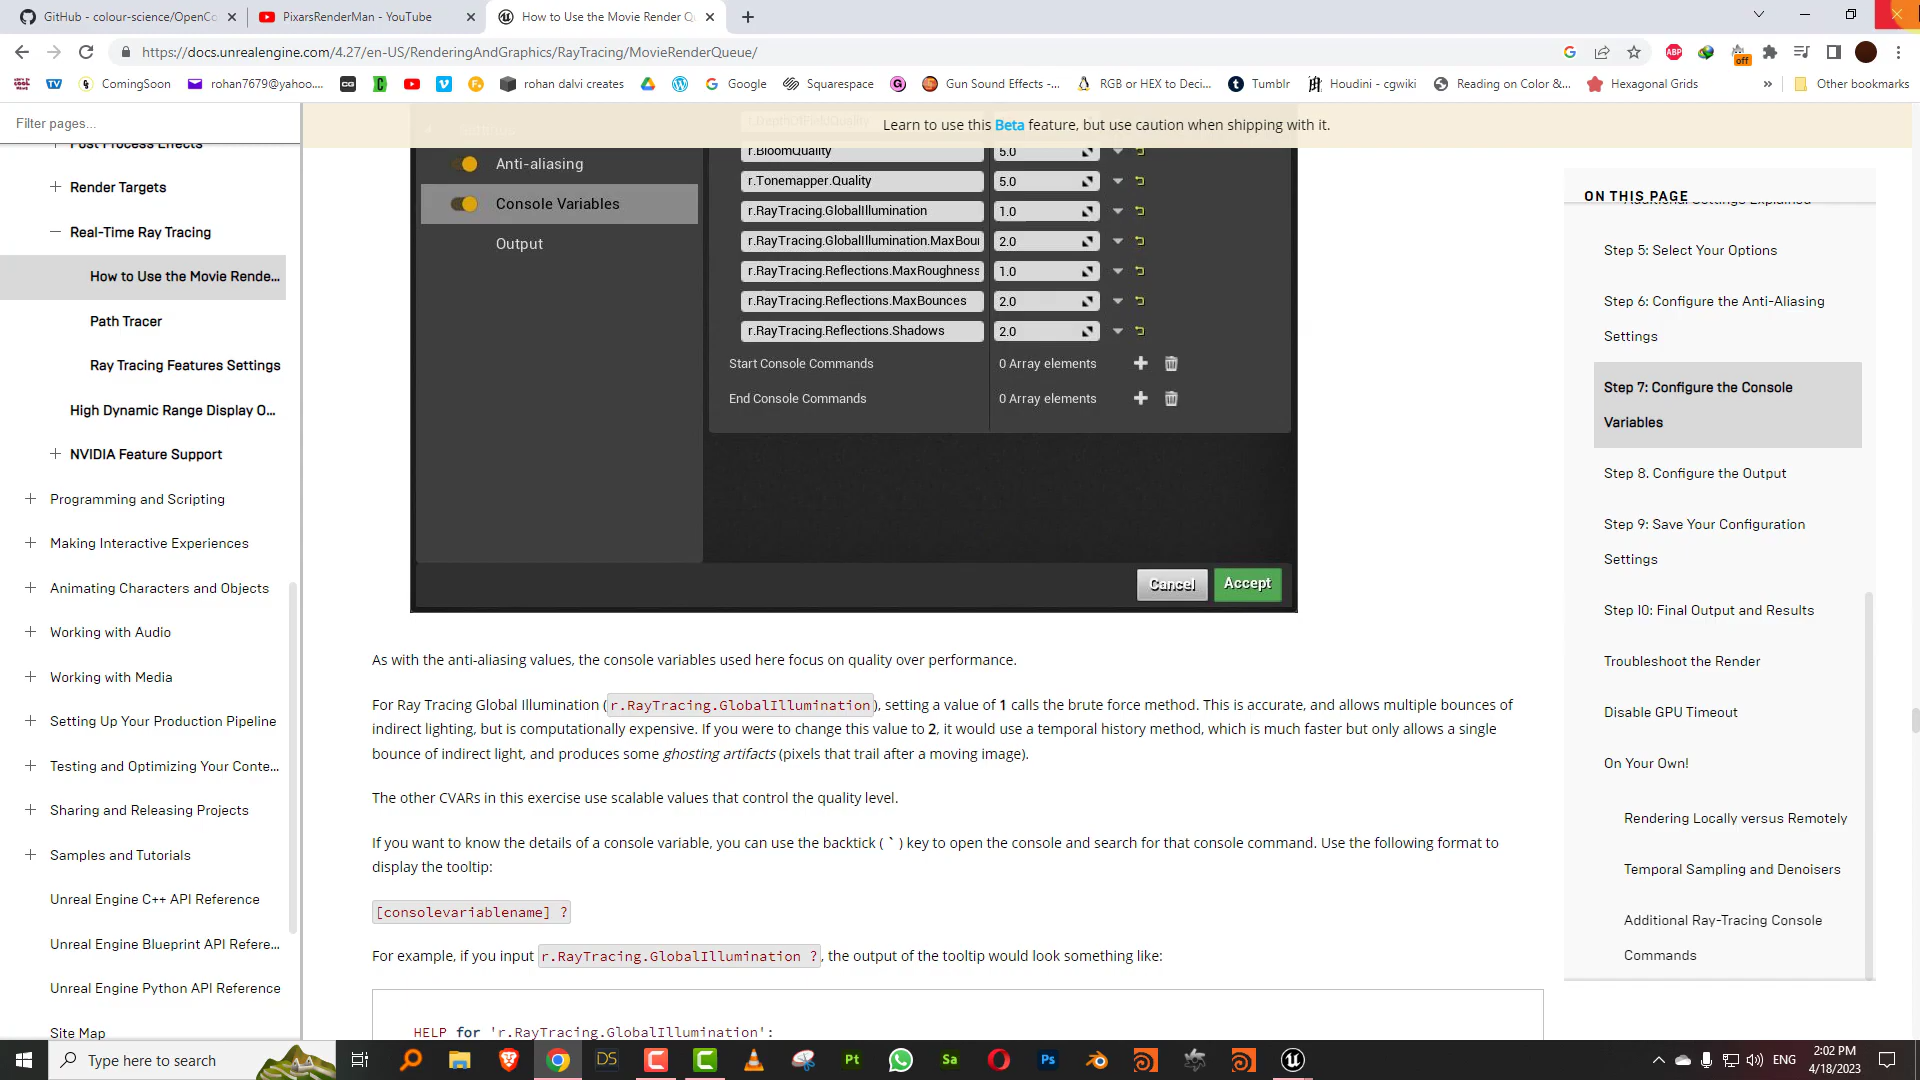 GitHub - colour-science/OpenCo
PixarsRenderMan - YouTube
How to Use the Movie Render Q
https://docs.unrealengine.com/4.27/en-US/RenderingAndGraphics/RayTracing/MovieRenderQueue/
ABP
off
TV
ComingSoon
rohan7679@yahoo....
rohan dalvi creates
Google
Squarespace
Gun Sound Effects -...
RGB or HEX to Deci...
Tumblr
Houdini - cgwiki
Reading on Color &...
Hexagonal Grids
»
Other bookmarks
Filter pages...
Learn to use this Beta feature, but use caution when shipping with it.
Post Process Effects
Render Targets
Real-Time Ray Tracing
How to Use the Movie Rende...
Path Tracer
Ray Tracing Features Settings
High Dynamic Range Display O...
NVIDIA Feature Support
Programming and Scripting
Making Interactive Experiences
Animating Characters and Objects
Working with Audio
Working with Media
Setting Up Your Production Pipeline
Testing and Optimizing Your Conte...
Sharing and Releasing Projects
Samples and Tutorials
Unreal Engine C++ API Reference
Unreal Engine Blueprint API Refere...
Unreal Engine Python API Reference
Site Map
Anti-aliasing
Console Variables
Output
r.DepthOfFieldQuality
r.BloomQuality 5.0
r.Tonemapper.Quality 5.0
r.RayTracing.GlobalIllumination 1.0
r.RayTracing.GlobalIllumination.MaxBou 2.0
r.RayTracing.Reflections.MaxRoughness 1.0
r.RayTracing.Reflections.MaxBounces 2.0
r.RayTracing.Reflections.Shadows 2.0
Start Console Commands 0 Array elements
End Console Commands 0 Array elements
Cancel
Accept
As with the anti-aliasing values, the console variables used here focus on quality over performance.
For Ray Tracing Global Illumination (r.RayTracing.GlobalIllumination), setting a value of 1 calls the brute force method. This is accurate, and allows multiple bounces of
indirect lighting, but is computationally expensive. If you were to change this value to 2, it would use a temporal history method, which is much faster but only allows a single
bounce of indirect light, and produces some ghosting artifacts (pixels that trail after a moving image).
The other CVARs in this exercise use scalable values that control the quality level.
If you want to know the details of a console variable, you can use the backtick ( ` ) key to open the console and search for that console command. Use the following format to
display the tooltip:
[consolevariablename] ?
For example, if you input r.RayTracing.GlobalIllumination ?, the output of the tooltip would look something like:
HELP for 'r.RayTracing.GlobalIllumination':
ON THIS PAGE
Additional Settings Explained
Step 5: Select Your Options
Step 6: Configure the Anti-Aliasing
Settings
Step 7: Configure the Console
Variables
Step 8. Configure the Output
Step 9: Save Your Configuration
Settings
Step 10: Final Output and Results
Troubleshoot the Render
Disable GPU Timeout
On Your Own!
Rendering Locally versus Remotely
Temporal Sampling and Denoisers
Additional Ray-Tracing Console
Commands
Type here to search
DS
Pt
Sa
Ps
ENG
2:02 PM
4/18/2023